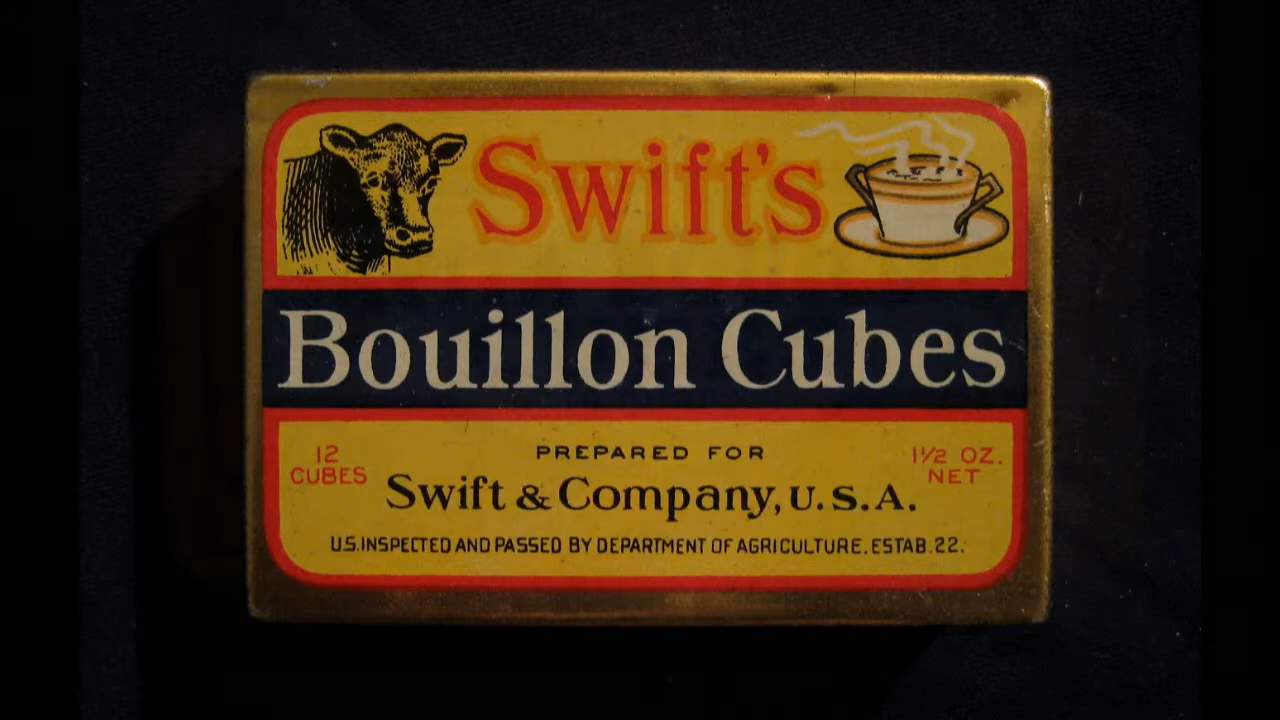 Swift's
Bouillon Cubes
12
CUBES
PREPARED FOR
1½ OZ.
NET
Swift & Company, U.S.A.
U.S. INSPECTED AND PASSED BY DEPARTMENT OF AGRICULTURE. ESTAB. 22.